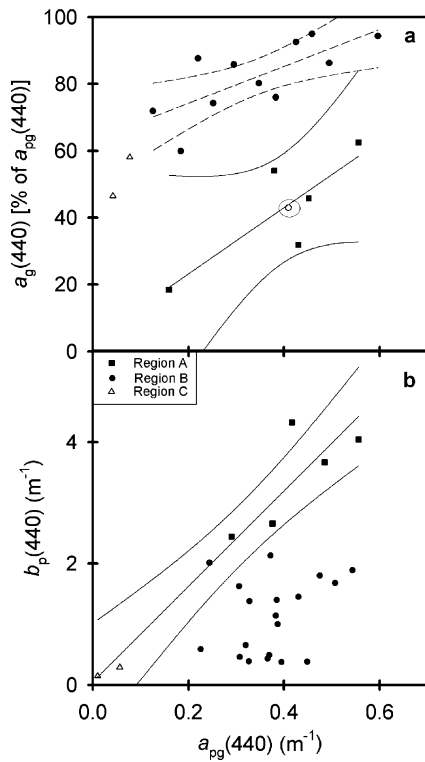 100
80
60
40
20
0
a
a_g(440) [% of a_pg(440)]
Region A
Region B
Region C
b
4
2
0
b_p(440) (m⁻¹)
0.0 0.2 0.4 0.6
a_pg(440) (m⁻¹)